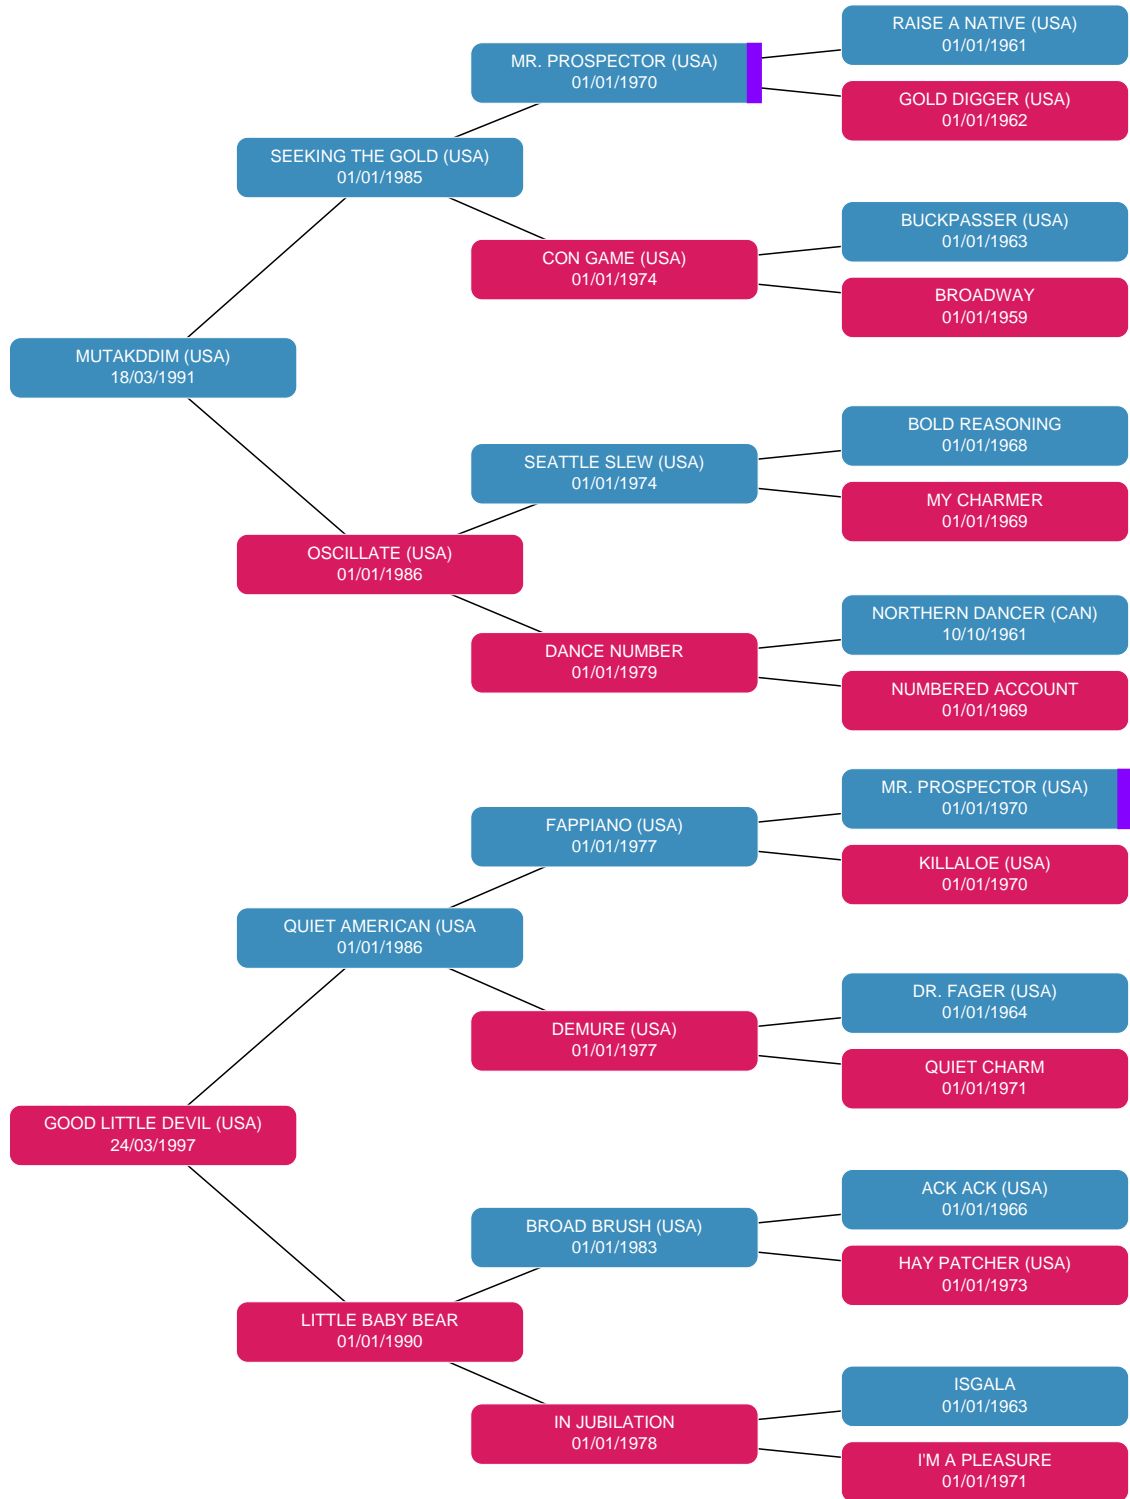 RAISE A NATIVE (USA)
01/01/1961
MR. PROSPECTOR (USA)
01/01/1970
GOLD DIGGER (USA)
01/01/1962
SEEKING THE GOLD (USA)
01/01/1985
BUCKPASSER (USA)
01/01/1963
CON GAME (USA)
01/01/1974
BROADWAY
01/01/1959
MUTAKDDIM (USA)
18/03/1991
BOLD REASONING
01/01/1968
SEATTLE SLEW (USA)
01/01/1974
MY CHARMER
01/01/1969
OSCILLATE (USA)
01/01/1986
NORTHERN DANCER (CAN)
10/10/1961
DANCE NUMBER
01/01/1979
NUMBERED ACCOUNT
01/01/1969
MR. PROSPECTOR (USA)
01/01/1970
FAPPIANO (USA)
01/01/1977
KILLALOE (USA)
01/01/1970
QUIET AMERICAN (USA
01/01/1986
DR. FAGER (USA)
01/01/1964
DEMURE (USA)
01/01/1977
QUIET CHARM
01/01/1971
GOOD LITTLE DEVIL (USA)
24/03/1997
ACK ACK (USA)
01/01/1966
BROAD BRUSH (USA)
01/01/1983
HAY PATCHER (USA)
01/01/1973
LITTLE BABY BEAR
01/01/1990
ISGALA
01/01/1963
IN JUBILATION
01/01/1978
I'M A PLEASURE
01/01/1971